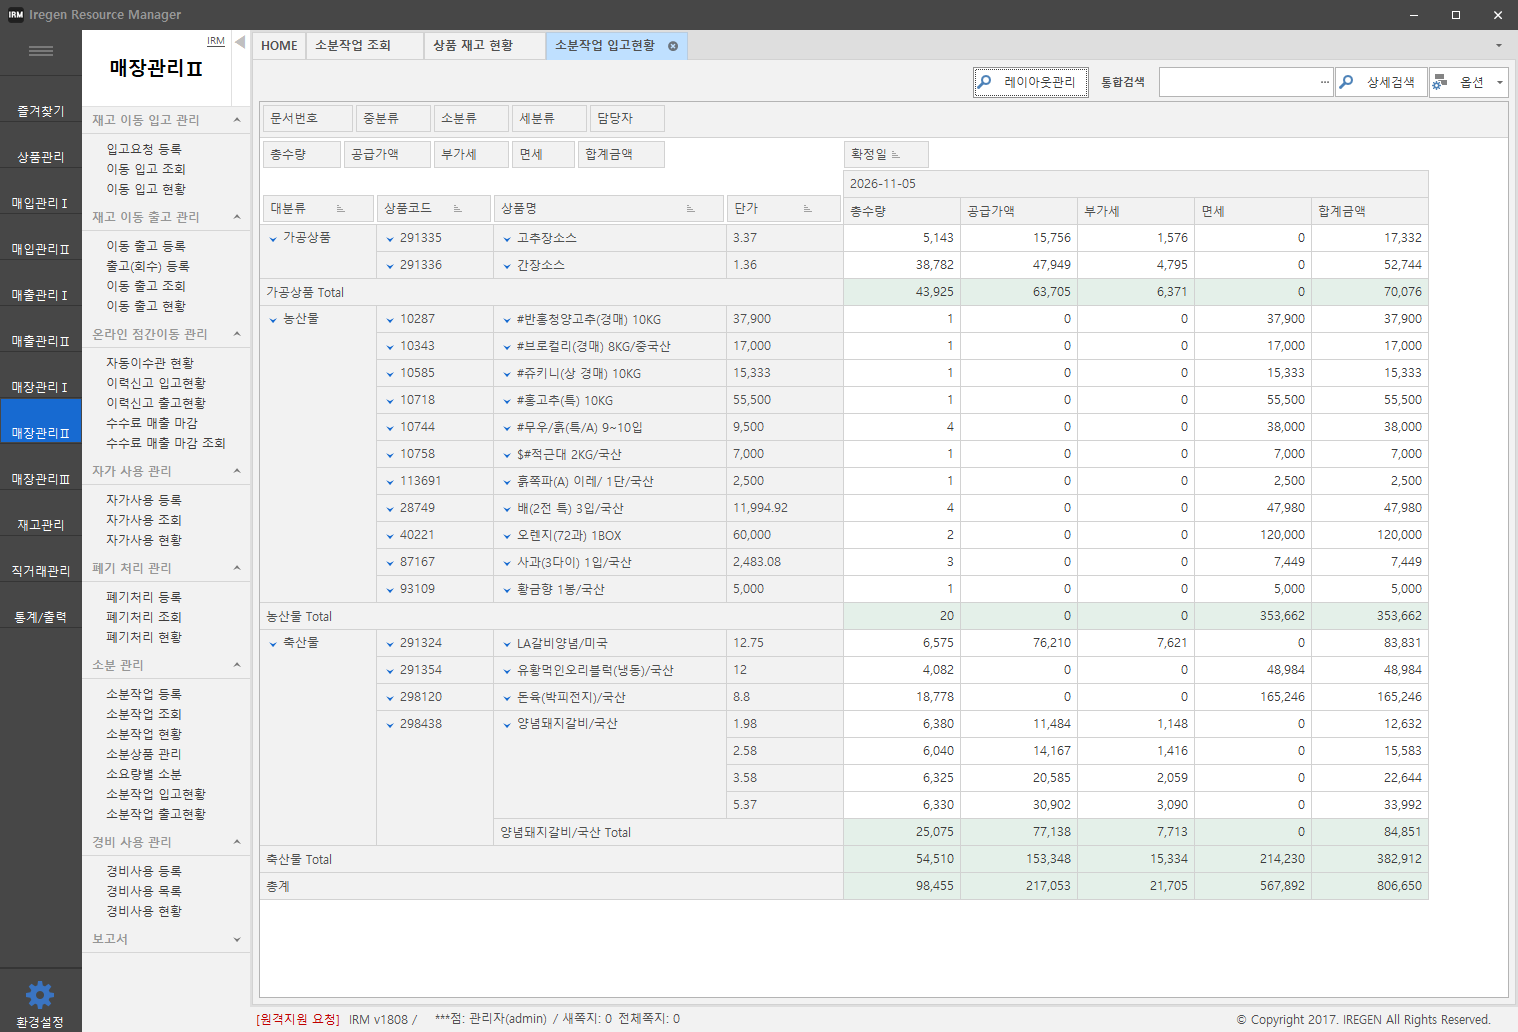 IRM Iregen Resource Manager
즐겨찾기
상품관리
매입관리Ⅰ
매입관리Ⅱ
매출관리Ⅰ
매출관리Ⅱ
매장관리Ⅰ
매장관리Ⅱ
매장관리Ⅲ
재고관리
직거래관리
통계/출력
환경설정
IRM
매장관리Ⅱ
재고 이동 입고 관리
입고요청 등록
이동 입고 조회
이동 입고 현황
재고 이동 출고 관리
이동 출고 등록
출고(회수) 등록
이동 출고 조회
이동 출고 현황
온라인 점간이동 관리
자동이수관 현황
이력신고 입고현황
이력신고 출고현황
수수료 매출 마감
수수료 매출 마감 조회
자가 사용 관리
자가사용 등록
자가사용 조회
자가사용 현황
폐기 처리 관리
폐기처리 등록
폐기처리 조회
폐기처리 현황
소분 관리
소분작업 등록
소분작업 조회
소분작업 현황
소분상품 관리
소요량별 소분
소분작업 입고현황
소분작업 출고현황
경비 사용 관리
경비사용 등록
경비사용 목록
경비사용 현황
보고서
HOME 소분작업 조회 상품 재고 현황 소분작업 입고현황
레이아웃관리 통합검색 ... 상세검색 옵션
문서번호 중분류 소분류 세분류 담당자
총수량 공급가액 부가세 면세 합계금액 확정일
2026-11-05
대분류 상품코드 상품명 단가 총수량 공급가액 부가세 면세 합계금액
가공상품 291335 고추장소스 3.37 5,143 15,756 1,576 0 17,332
291336 간장소스 1.36 38,782 47,949 4,795 0 52,744
가공상품 Total 43,925 63,705 6,371 0 70,076
농산물 10287 #반홍청양고추(경매) 10KG 37,900 1 0 0 37,900 37,900
10343 #브로컬리(경매) 8KG/중국산 17,000 1 0 0 17,000 17,000
10585 #쥬키니(상 경매) 10KG 15,333 1 0 0 15,333 15,333
10718 #홍고추(특) 10KG 55,500 1 0 0 55,500 55,500
10744 #무우/흙(특/A) 9~10입 9,500 4 0 0 38,000 38,000
10758 $#적근대 2KG/국산 7,000 1 0 0 7,000 7,000
113691 흙쪽파(A) 이레/ 1단/국산 2,500 1 0 0 2,500 2,500
28749 배(2전 특) 3입/국산 11,994.92 4 0 0 47,980 47,980
40221 오렌지(72과) 1BOX 60,000 2 0 0 120,000 120,000
87167 사과(3다이) 1입/국산 2,483.08 3 0 0 7,449 7,449
93109 황금향 1봉/국산 5,000 1 0 0 5,000 5,000
농산물 Total 20 0 0 353,662 353,662
축산물 291324 LA갈비양념/미국 12.75 6,575 76,210 7,621 0 83,831
291354 유황먹인오리블럭(냉동)/국산 12 4,082 0 0 48,984 48,984
298120 돈육(박피전지)/국산 8.8 18,778 0 0 165,246 165,246
298438 양념돼지갈비/국산 1.98 6,380 11,484 1,148 0 12,632
2.58 6,040 14,167 1,416 0 15,583
3.58 6,325 20,585 2,059 0 22,644
5.37 6,330 30,902 3,090 0 33,992
양념돼지갈비/국산 Total 25,075 77,138 7,713 0 84,851
축산물 Total 54,510 153,348 15,334 214,230 382,912
총계 98,455 217,053 21,705 567,892 806,650
[원격지원 요청] IRM v1808 / ***점: 관리자(admin) / 새쪽지: 0 전체쪽지: 0 © Copyright 2017. IREGEN All Rights Reserved.